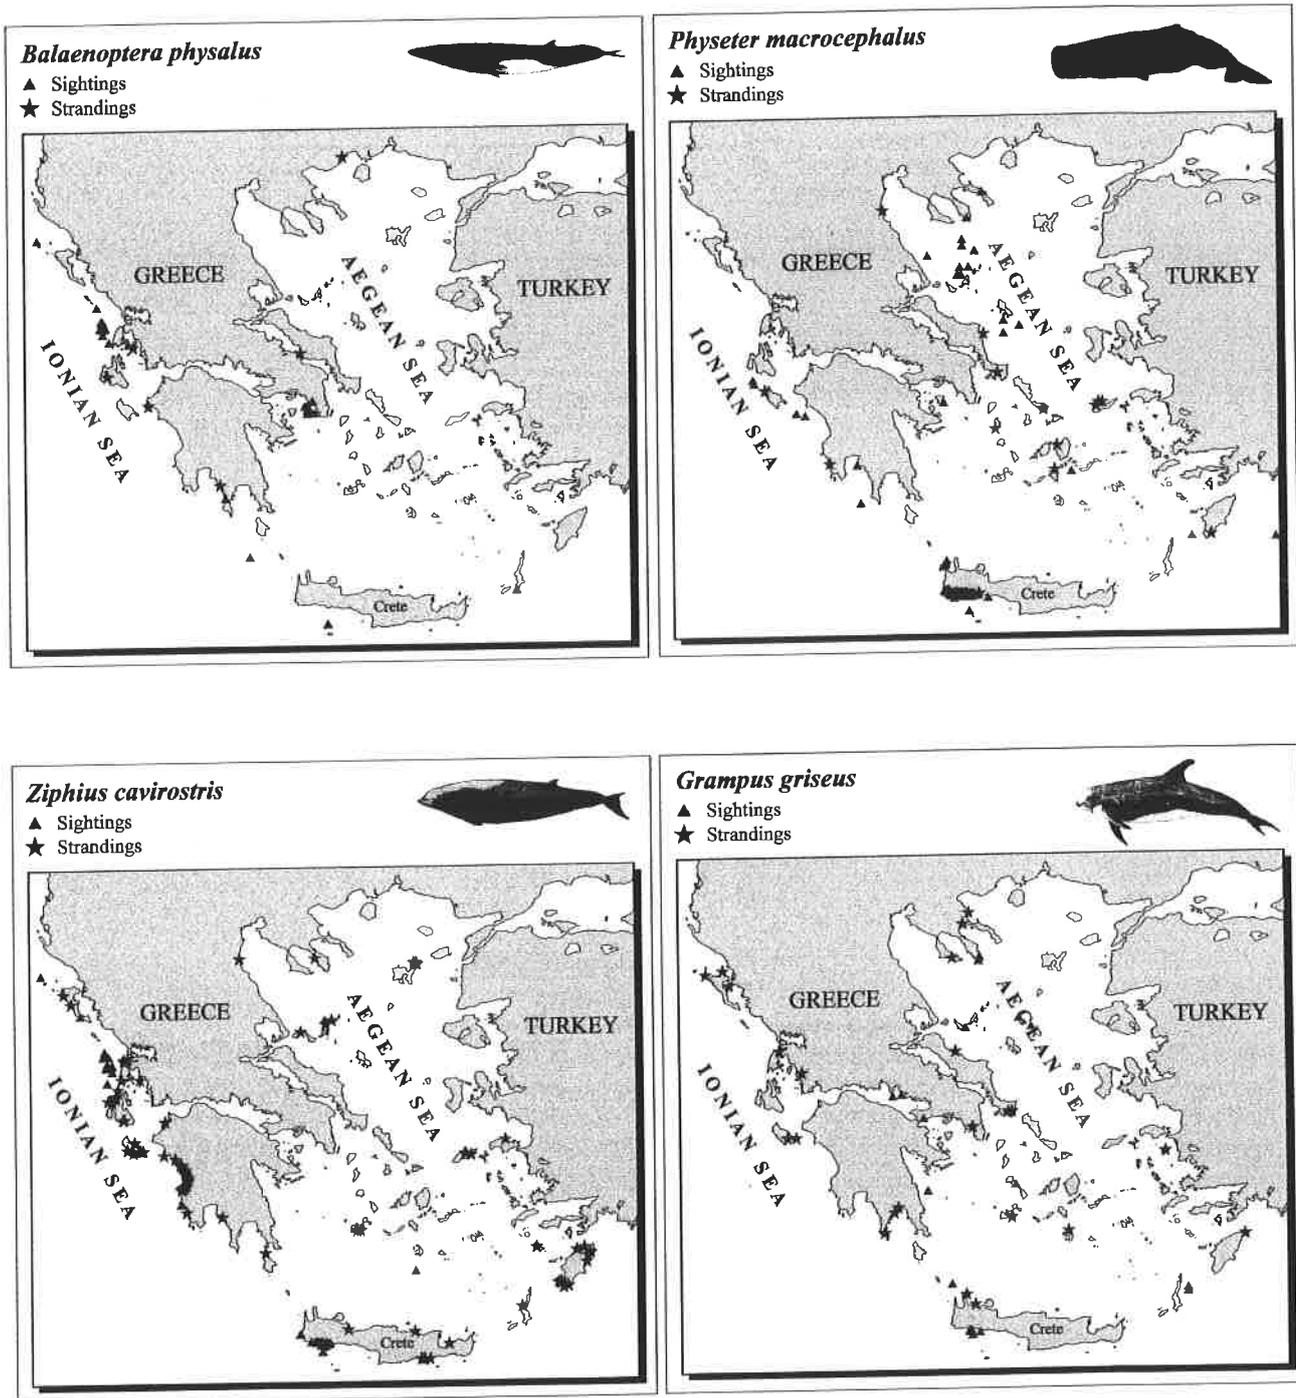 Balaenoptera physalus
▲ Sightings
★ Strandings
GREECE
AEGEAN SEA
TURKEY
IONIAN SEA
Crete
Physeter macrocephalus
▲ Sightings
★ Strandings
GREECE
AEGEAN SEA
TURKEY
IONIAN SEA
Crete
Ziphius cavirostris
▲ Sightings
★ Strandings
GREECE
AEGEAN SEA
TURKEY
IONIAN SEA
Crete
Grampus griseus
▲ Sightings
★ Strandings
GREECE
AEGEAN SEA
TURKEY
IONIAN SEA
Crete